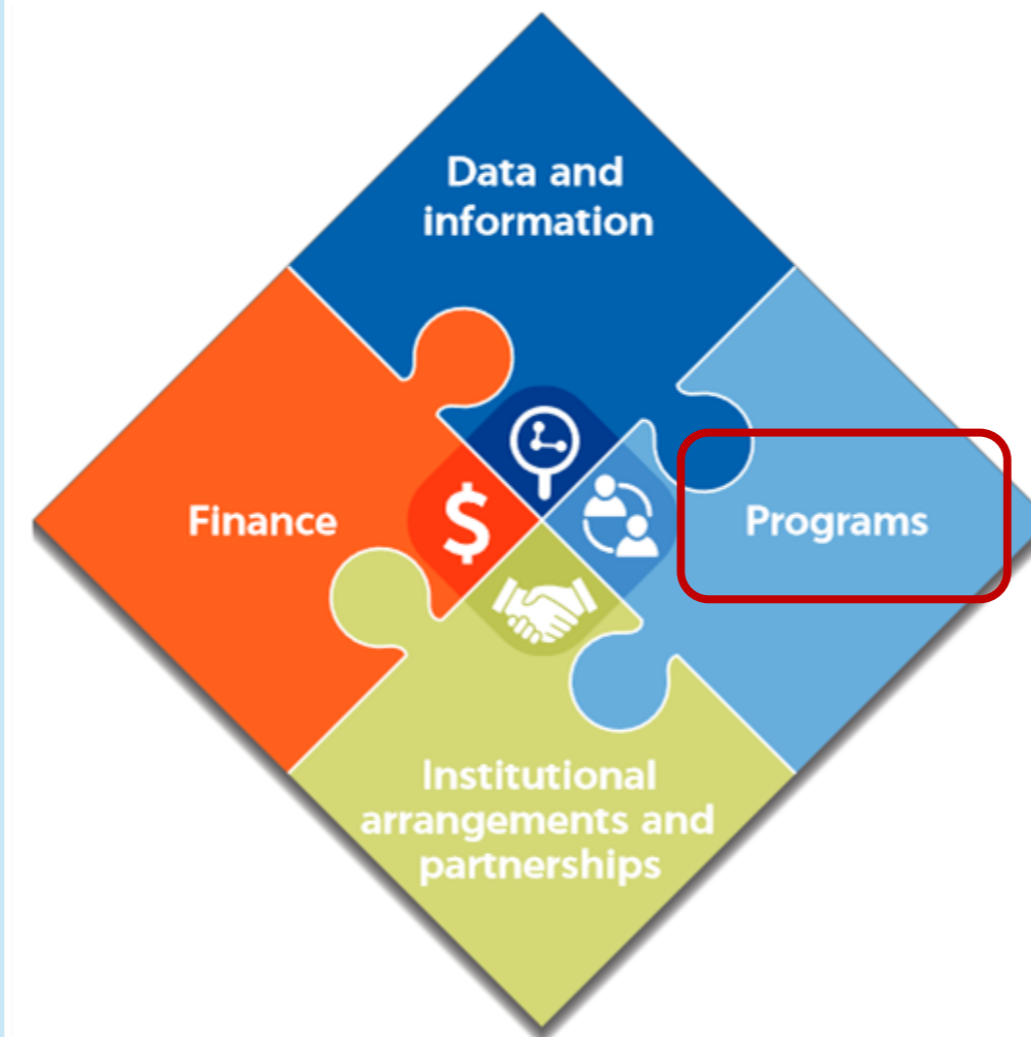 Data and
information
Finance
$
Programs
Institutional
arrangements and
partnerships